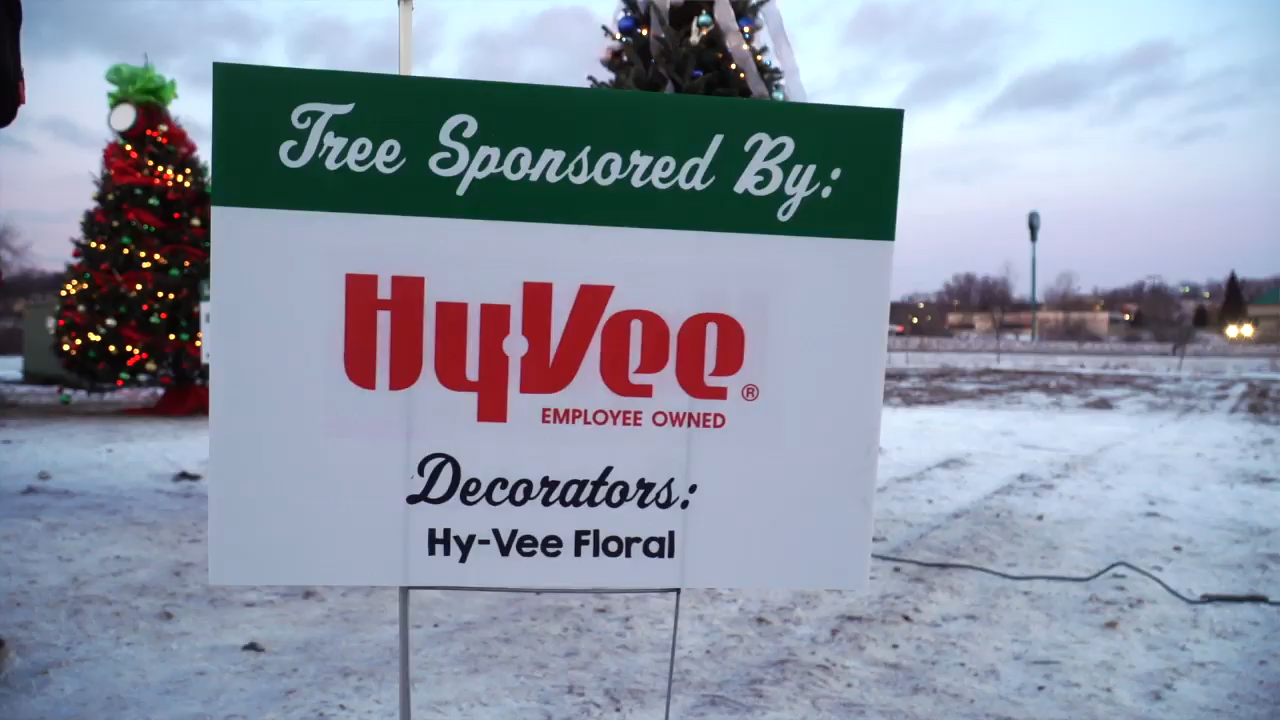 Tree Sponsored By:
HyVee®
EMPLOYEE OWNED
Decorators:
Hy-Vee Floral